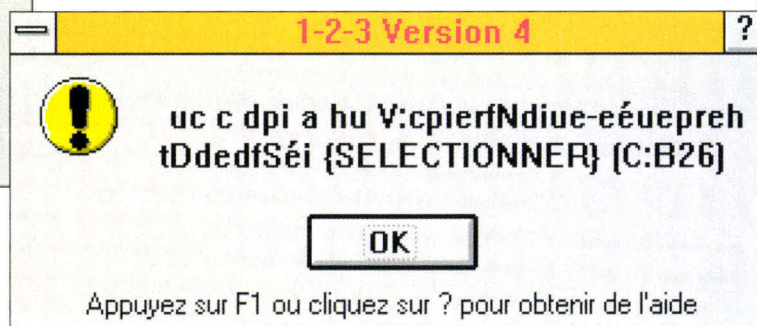 1-2-3 Version 4
?
uc c dpi a hu V:cpierfNdiue-eéuepreh
tDdedfSéi {SELECTIONNER} (C:B26)
OK
Appuyez sur F1 ou cliquez sur ? pour obtenir de l'aide